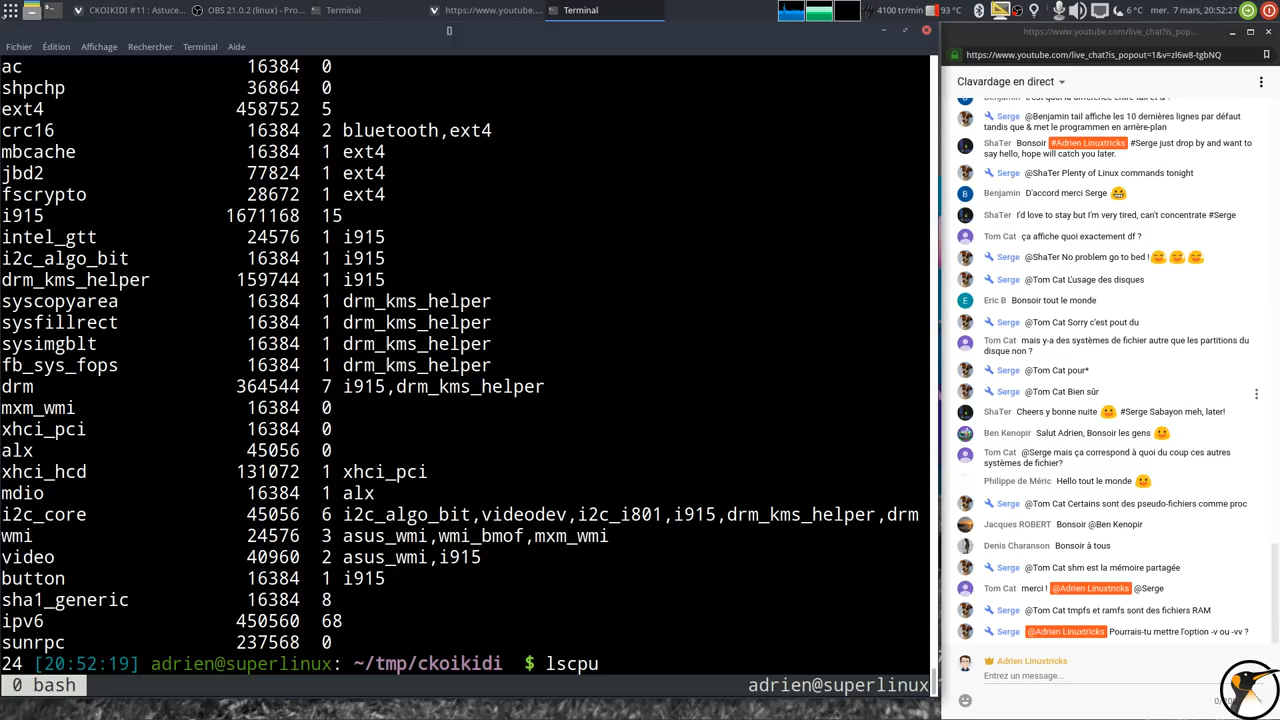 CKOIKIDI #11 : Astuce...
OBS 21.0.2 (linux) - Pro...
Terminal
https://www.youtube....
Terminal
4100 tr/min
93 °C
6 °C
mer. 7 mars, 20:52:27
https://www.youtube.com/live_chat?is_pop...
Fichier Édition Affichage Rechercher Terminal Aide
https://www.youtube.com/live_chat?is_popout=1&v=zl6w8-tgbNQ
ac 16384 0
shpchp 36864 0
ext4 458752 5
crc16 16384 2 bluetooth,ext4
mbcache 16384 1 ext4
jbd2 77824 1 ext4
fscrypto 28672 1 ext4
i915 1671168 15
intel_gtt 24576 1 i915
i2c_algo_bit 16384 1 i915
drm_kms_helper 159744 1 i915
syscopyarea 16384 1 drm_kms_helper
sysfillrect 16384 1 drm_kms_helper
sysimgblt 16384 1 drm_kms_helper
fb_sys_fops 16384 1 drm_kms_helper
drm 364544 7 i915,drm_kms_helper
mxm_wmi 16384 0
xhci_pci 16384 0
alx 45056 0
xhci_hcd 131072 1 xhci_pci
mdio 16384 1 alx
i2c_core 45056 6 i2c_algo_bit,videodev,i2c_i801,i915,drm_kms_helper,drm
wmi 24576 3 asus_wmi,wmi_bmof,mxm_wmi
video 40960 2 asus_wmi,i915
button 16384 1 i915
sha1_generic 16384 0
ipv6 450560 68
sunrpc 237568 1
24 [20:52:19] adrien@superlinux: ~/tmp/ckoikidi $ lscpu
0 bash
adrien@superlinux
Clavardage en direct
Benjamin C'est quoi la différence entre tail et & ?
Serge @Benjamin tail affiche les 10 dernières lignes par défaut
tandis que & met le programmen en arrière-plan
ShaTer Bonsoir #Adrien Linuxtricks #Serge just drop by and want to
say hello, hope will catch you later.
Serge @ShaTer Plenty of Linux commands tonight
B Benjamin D'accord merci Serge
ShaTer I'd love to stay but I'm very tired, can't concentrate #Serge
Tom Cat ça affiche quoi exactement df ?
Serge @ShaTer No problem go to bed !
Serge @Tom Cat L'usage des disques
E Eric B Bonsoir tout le monde
Serge @Tom Cat Sorry c'est pout du
Tom Cat mais y-a des systèmes de fichier autre que les partitions du
disque non ?
Serge @Tom Cat pour*
Serge @Tom Cat Bien sûr
ShaTer Cheers y bonne nuite #Serge Sabayon meh, later!
Ben Kenopir Salut Adrien, Bonsoir les gens
Tom Cat @Serge mais ça correspond à quoi du coup ces autres
systèmes de fichier?
Philippe de Méric Hello tout le monde
Serge @Tom Cat Certains sont des pseudo-fichiers comme proc
Jacques ROBERT Bonsoir @Ben Kenopir
Denis Charanson Bonsoir à tous
Serge @Tom Cat shm est la mémoire partagée
Tom Cat merci ! @Adrien Linuxtricks @Serge
Serge @Tom Cat tmpfs et ramfs sont des fichiers RAM
Serge @Adrien Linuxtricks Pourrais-tu mettre l'option -v ou -vv ?
Adrien Linuxtricks
Entrez un message...